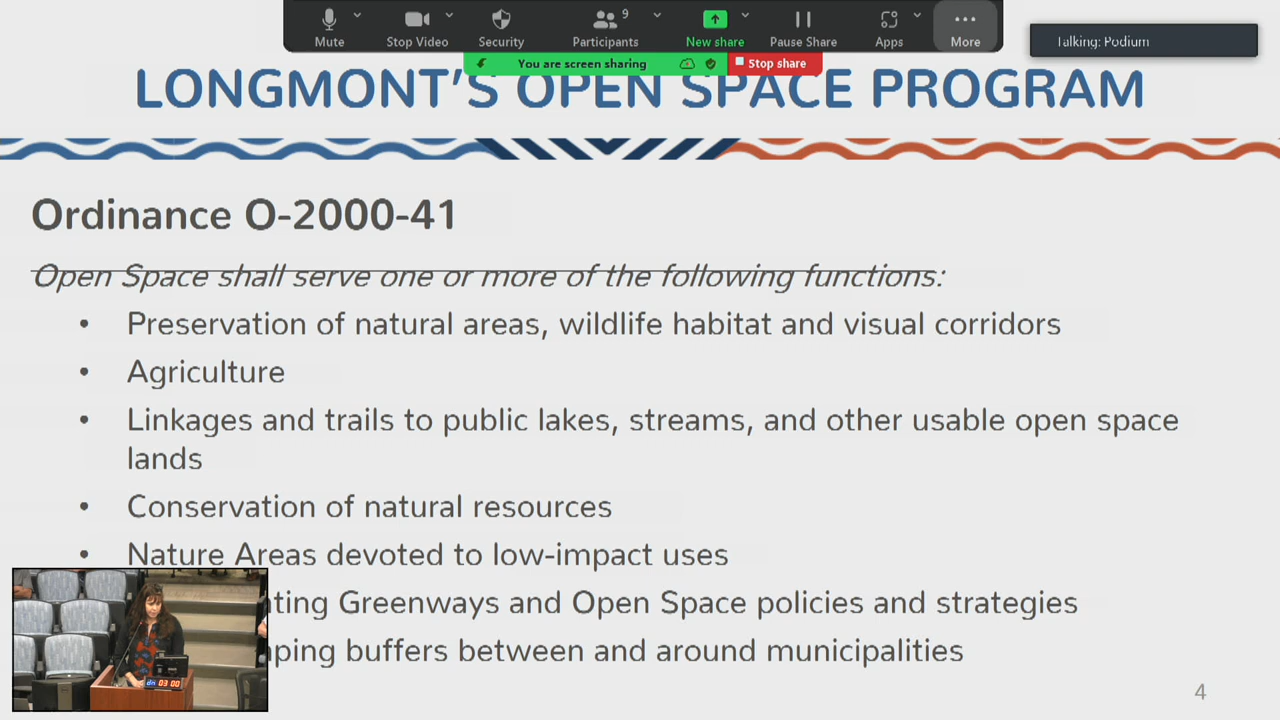 9
Mute Stop Video Security Participants New share Pause Share Apps More
Talking: Podium
You are screen sharing Stop share
LONGMONT'S OPEN SPACE PROGRAM
Ordinance O-2000-41
Open Space shall serve one or more of the following functions:
• Preservation of natural areas, wildlife habitat and visual corridors
• Agriculture
• Linkages and trails to public lakes, streams, and other usable open space
lands
• Conservation of natural resources
• Nature Areas devoted to low-impact uses
Greenways and Open Space policies and strategies
buffers between and around municipalities
03 00
4